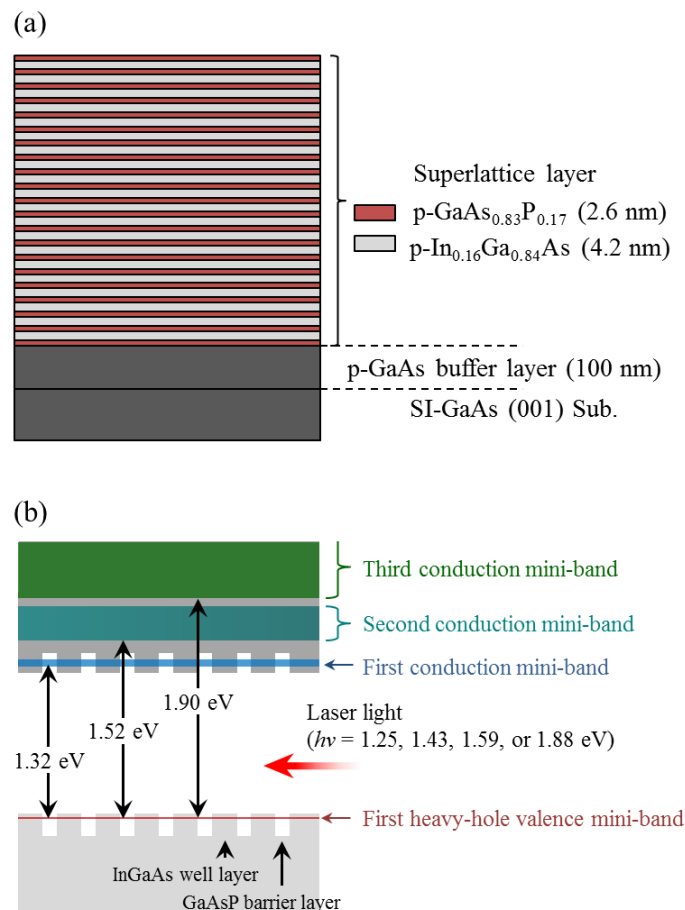 (a)
Superlattice layer
p-GaAs₀.₈₃P₀.₁₇ (2.6 nm)
p-In₀.₁₆Ga₀.₈₄As (4.2 nm)
p-GaAs buffer layer (100 nm)
SI-GaAs (001) Sub.
(b)
Third conduction mini-band
Second conduction mini-band
First conduction mini-band
1.90 eV
1.52 eV
1.32 eV
Laser light
(hν = 1.25, 1.43, 1.59, or 1.88 eV)
First heavy-hole valence mini-band
InGaAs well layer
GaAsP barrier layer